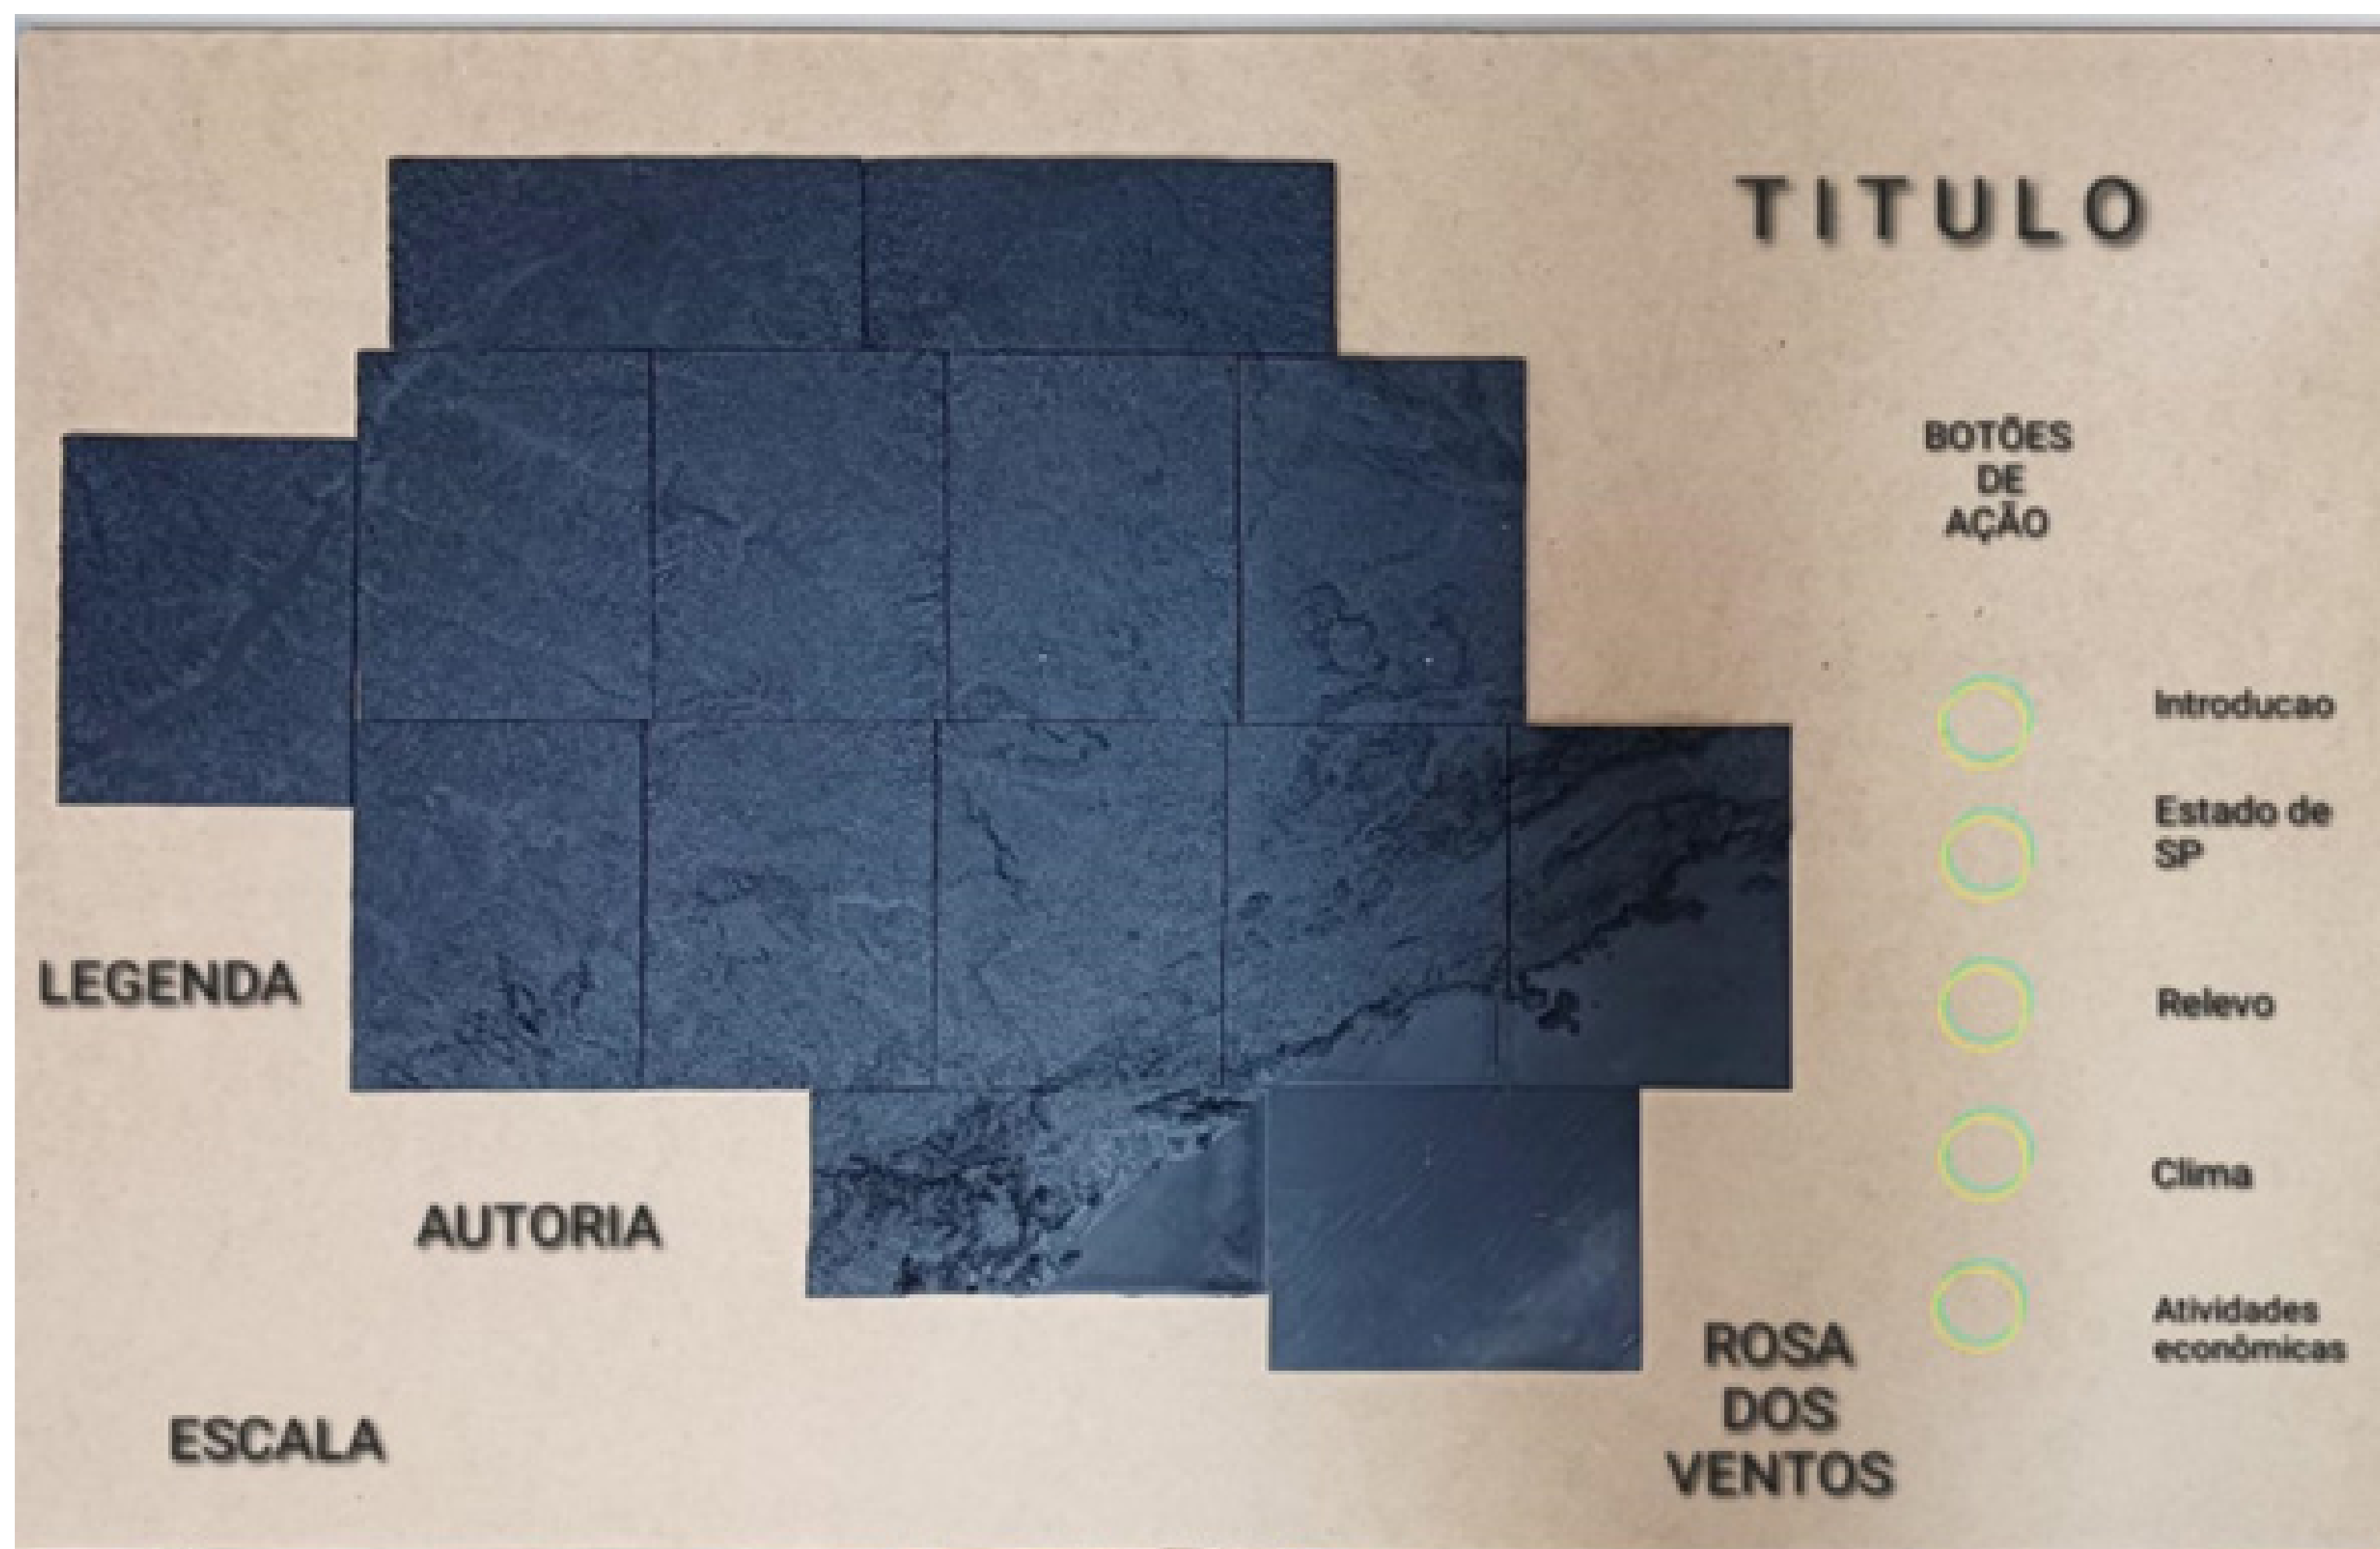 TITULO
BOTÕES
DE
AÇÃO
Introducao
Estado de
SP
Relevo
Clima
Atividades
econômicas
LEGENDA
AUTORIA
ESCALA
ROSA
DOS
VENTOS